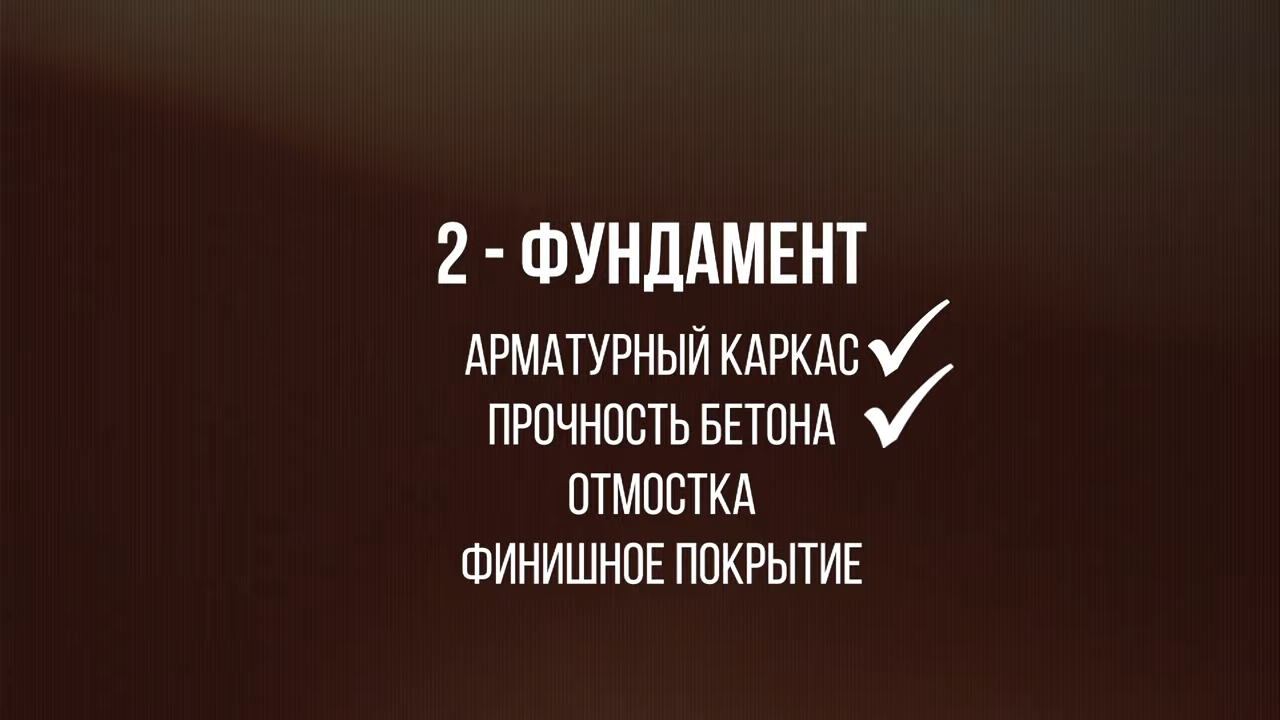 2 - ФУНДАМЕНТ
АРМАТУРНЫЙ КАРКАС
ПРОЧНОСТЬ БЕТОНА
ОТМОСТКА
ФИНИШНОЕ ПОКРЫТИЕ